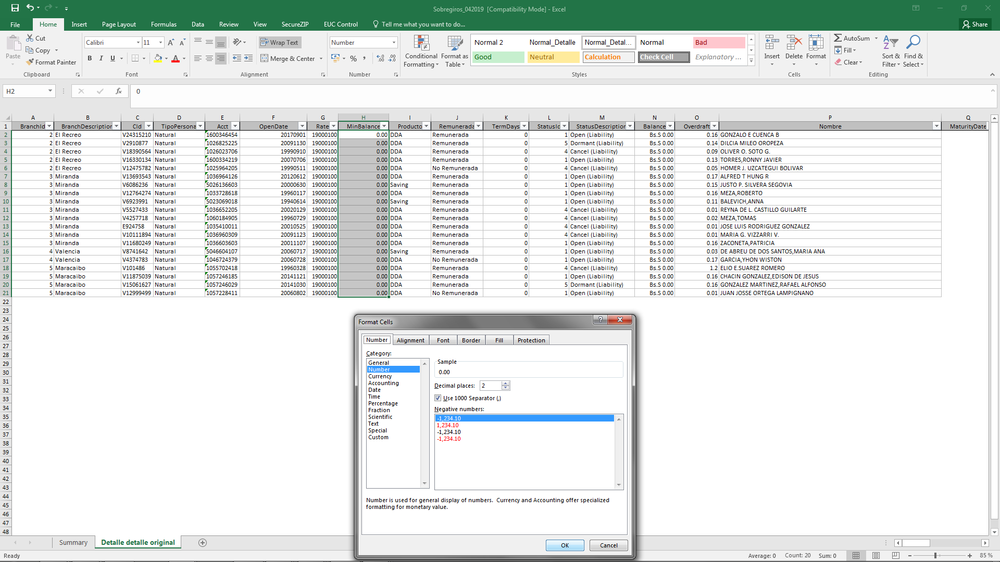 Sobregiros_042019 [Compatibility Mode] - Excel
File Home Insert Page Layout Formulas Data Review View SecureZIP EUC Control Tell me what you want to do... Share
Paste Cut Copy Format Painter Clipboard
Calibri 11 B I U Font
Wrap Text Merge & Center Alignment
Number % , Number
Conditional Formatting Format as Table
Normal 2 Normal_Detalle Normal_Detal... Normal Bad
Good Neutral Calculation Check Cell Explanatory ...
Styles
Insert Delete Format Cells
AutoSum Fill Clear Sort & Filter Find & Select Editing
H2 fx 0
A B C D E F G H I J K L M N O P Q
1 BranchId BranchDescription CId TipoPersona Acct OpenDate Rate MinBalance Producto Remunerada TermDays StatusId StatusDescription Balance Overdraft Nombre MaturityDate
2 2 El Recreo V24315210 Natural 1600346454 20170901 19000100 0.00 DDA Remunerada 0 1 Open (Liability) Bs.S 0.00 0.16 GONZALO E CUENCA B
3 2 El Recreo V2910877 Natural 1026825225 20091130 19000100 0.00 DDA Remunerada 0 5 Dormant (Liability) Bs.S 0.00 0.14 DILCIA MILEO OROPEZA
4 2 El Recreo V18390564 Natural 1026023706 19990910 19000100 0.00 DDA Remunerada 0 4 Cancel (Liability) Bs.S 0.00 0.09 OLIVER O. SOTO G.
5 2 El Recreo V16330134 Natural 1600334219 20070706 19000100 0.00 DDA Remunerada 0 1 Open (Liability) Bs.S 0.00 0.13 TORRES,RONNY JAVIER
6 2 El Recreo V12475782 Natural 1025964205 19990511 19000100 0.00 DDA No Remunerada 0 4 Cancel (Liability) Bs.S 0.00 0.05 HOMER J. UZCATEGUI BOLIVAR
7 3 Miranda V13693543 Natural 1036964126 20120612 19000100 0.00 DDA Remunerada 0 1 Open (Liability) Bs.S 0.00 0.17 ALFRED T HUNG R
8 3 Miranda V6086236 Natural 5026136603 20000630 19000100 0.00 Saving Remunerada 0 1 Open (Liability) Bs.S 0.00 0.15 JUSTO P. SILVERA SEGOVIA
9 3 Miranda V12764274 Natural 1033728618 19960117 19000100 0.00 DDA Remunerada 0 1 Open (Liability) Bs.S 0.00 0.16 MEZA,ROBERTO
10 3 Miranda V6923991 Natural 5023069018 19940614 19000100 0.00 Saving Remunerada 0 1 Open (Liability) Bs.S 0.00 0.11 BALEVICH,ANNA
11 3 Miranda V5527433 Natural 1036652205 20020129 19000100 0.00 DDA Remunerada 0 4 Cancel (Liability) Bs.S 0.00 0.01 REYNA DE L. CASTILLO GUILARTE
12 3 Miranda V4257718 Natural 1060184905 19960729 19000100 0.00 DDA Remunerada 0 4 Cancel (Liability) Bs.S 0.00 0.02 MEZA,TOMAS
13 3 Miranda E924758 Natural 1035410011 20010525 19000100 0.00 DDA Remunerada 0 4 Cancel (Liability) Bs.S 0.00 0.01 JOSE LUIS RODRIGUEZ GONZALEZ
14 3 Miranda V10111894 Natural 1036960309 20091123 19000100 0.00 DDA Remunerada 0 4 Cancel (Liability) Bs.S 0.00 0.01 MARIA G. VIZZARRI V.
15 3 Miranda V11680249 Natural 1036603603 20011107 19000100 0.00 DDA Remunerada 0 1 Open (Liability) Bs.S 0.00 0.16 ZACONETA,PATRICIA
16 4 Valencia V8741642 Natural 5046604107 20060717 19000100 0.00 Saving Remunerada 0 1 Open (Liability) Bs.S 0.00 0.03 DE ABREU DE DOS SANTOS,MARIA ANA
17 4 Valencia V4374783 Natural 1046724379 20060728 19000100 0.00 DDA No Remunerada 0 1 Open (Liability) Bs.S 0.00 0.17 GARCIA,YHON WISTON
18 5 Maracaibo V101486 Natural 1055702418 19960328 19000100 0.00 DDA Remunerada 0 4 Cancel (Liability) Bs.S 0.00 1.2 ELIO E.SUAREZ ROMERO
19 5 Maracaibo V11875039 Natural 1057246185 20141121 19000100 0.00 DDA Remunerada 0 1 Open (Liability) Bs.S 0.00 0.16 CHACIN GONZALEZ,EDISON DE JESUS
20 5 Maracaibo V15061627 Natural 1057246029 20141030 19000100 0.00 DDA Remunerada 0 5 Dormant (Liability) Bs.S 0.00 0.16 GONZALEZ MARTINEZ,RAFAEL ALFONSO
21 5 Maracaibo V12999499 Natural 1057228411 20060802 19000100 0.00 DDA No Remunerada 0 1 Open (Liability) Bs.S 0.00 0.01 JUAN JOSSE ORTEGA LAMPIGNANO
22
23
24
25
26
27
28
29
30
31
32
33
34
35
36
37
38
39
40
41
42
43
44
45
46
47
48
Format Cells
Number Alignment Font Border Fill Protection
Category:
General
Number
Currency
Accounting
Date
Time
Percentage
Fraction
Scientific
Text
Special
Custom
Sample
0.00
Decimal places: 2
Use 1000 Separator (,)
Negative numbers:
-1,234.10
1,234.10
-1,234.10
-1,234.10
Number is used for general display of numbers. Currency and Accounting offer specialized
formatting for monetary value.
OK Cancel
Summary Detalle detalle original
Ready Average: 0 Count: 20 Sum: 0 85 %